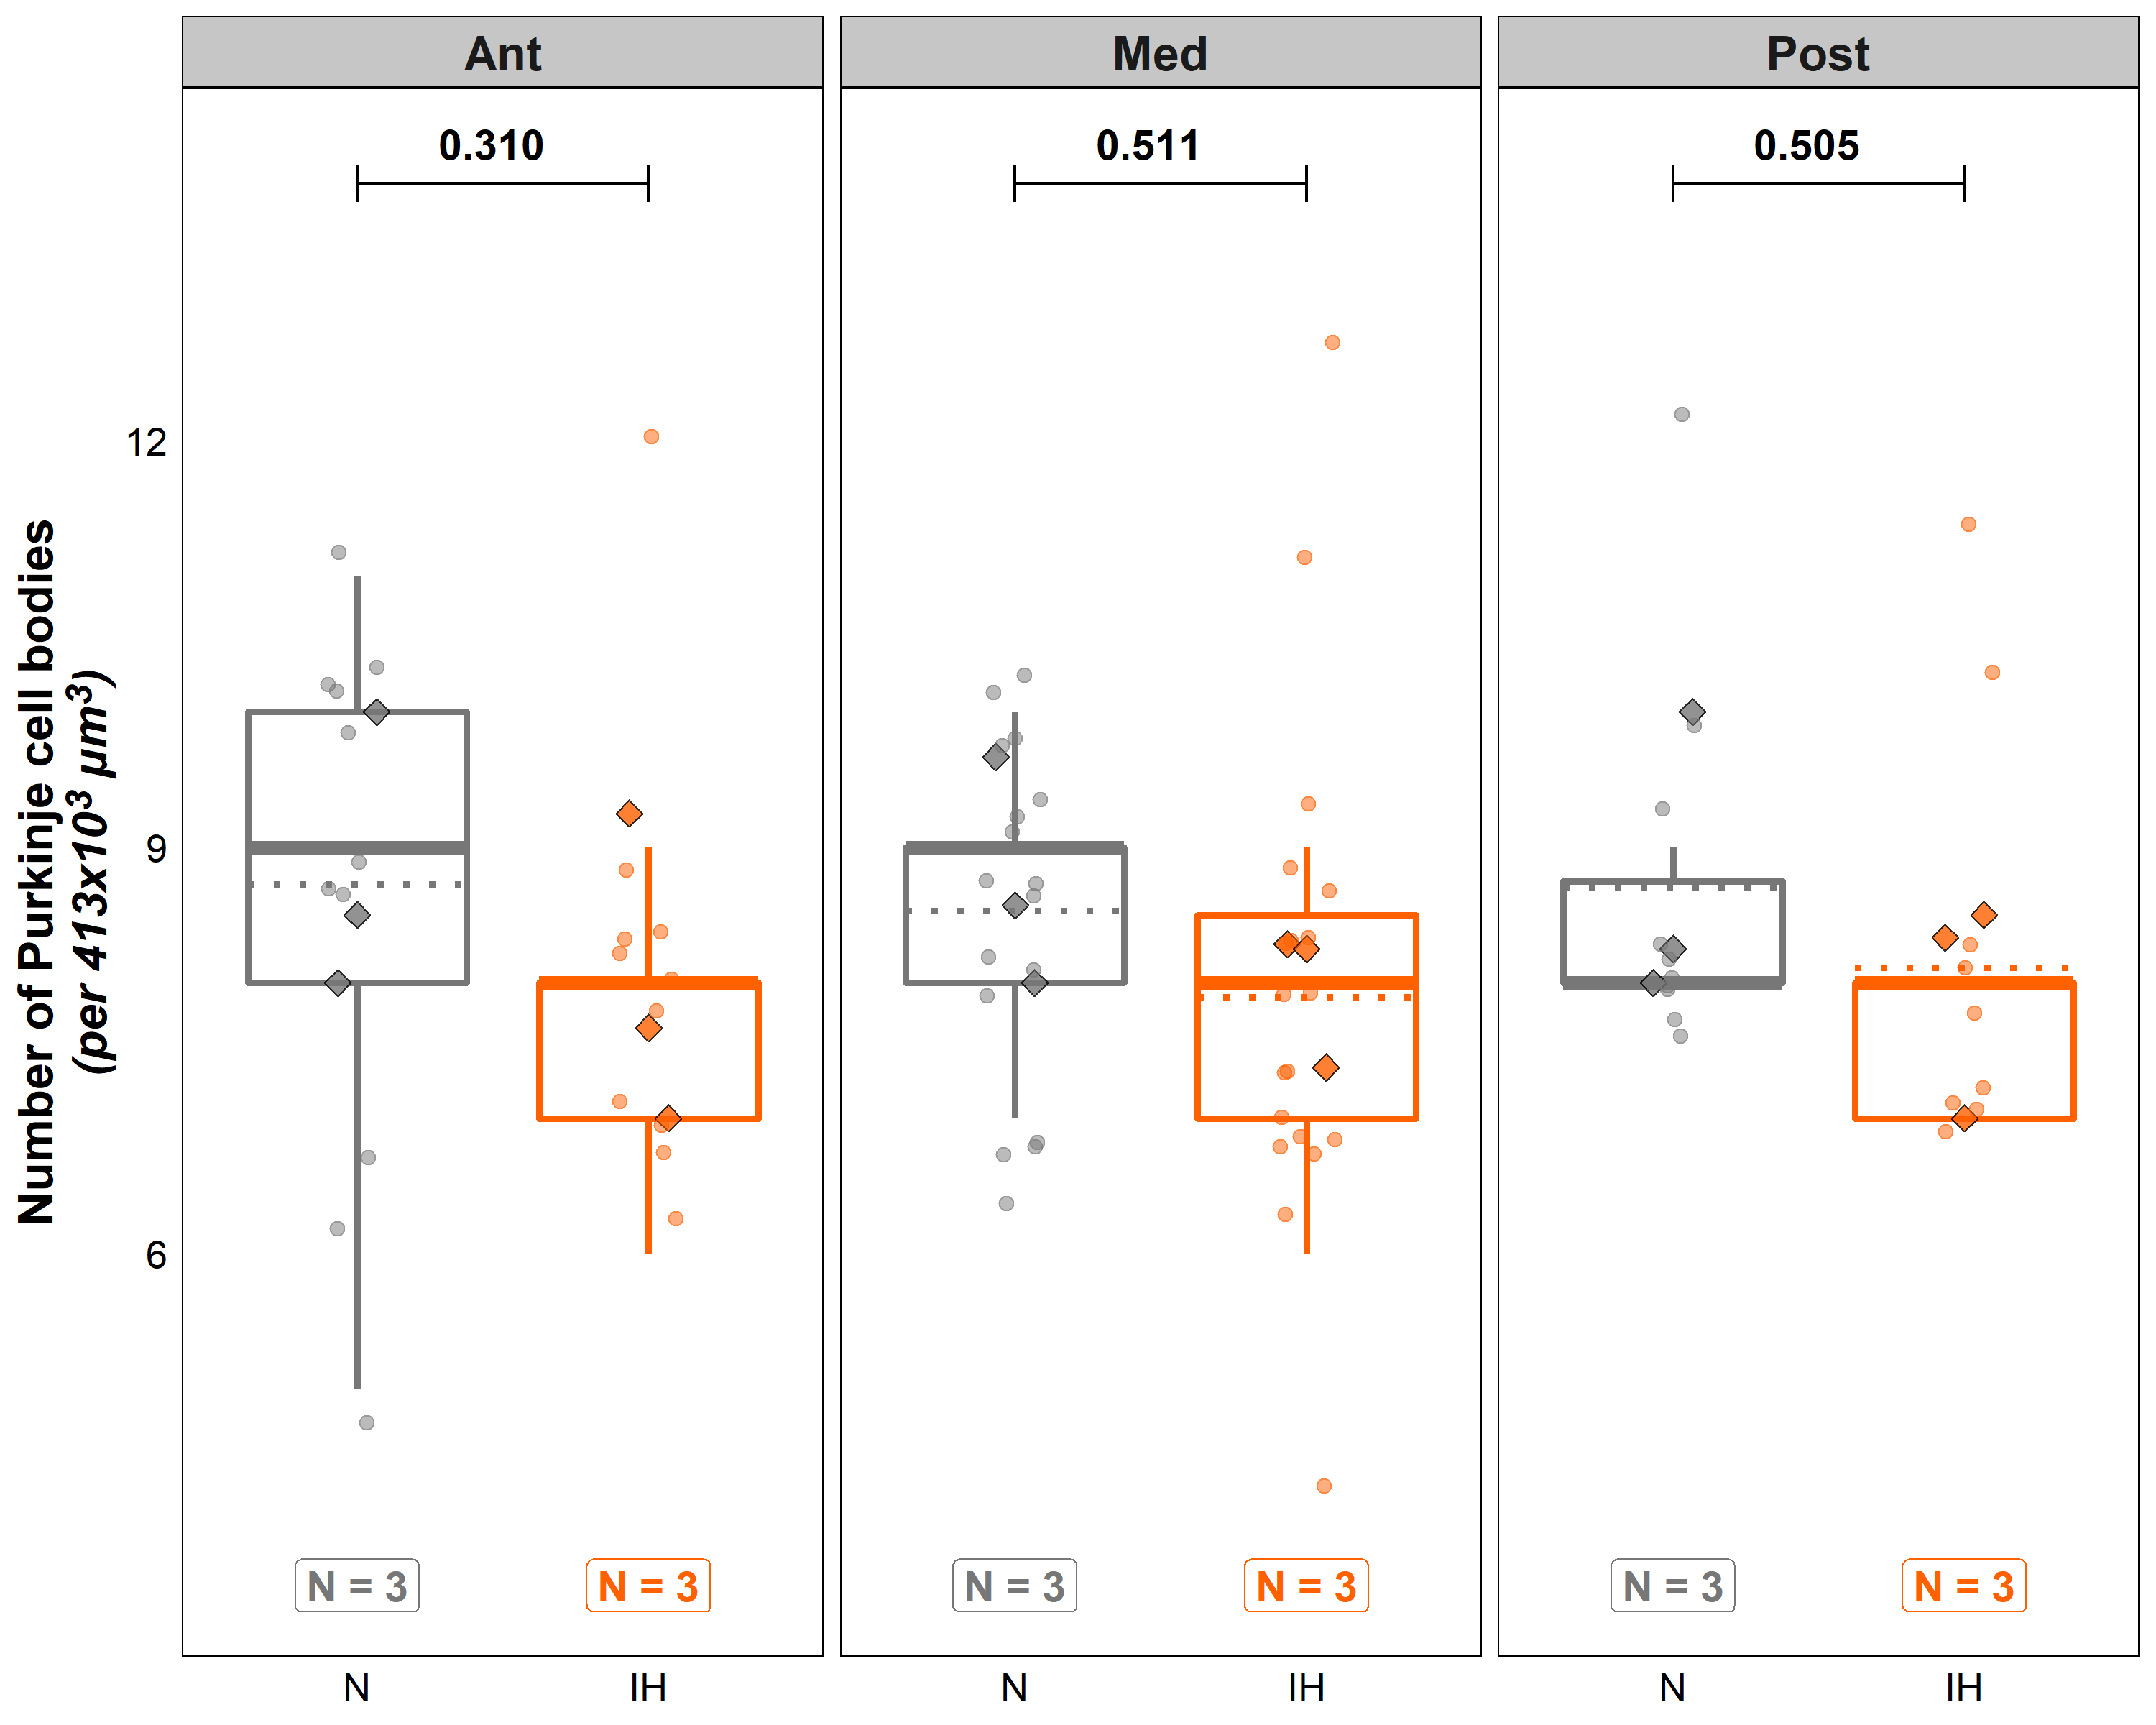 Ant Med Post
0.310 0.511 0.505
Number of Purkinje cell bodies
(per 413x10³ µm³)
12
9
6
N = 3 N = 3 N = 3 N = 3 N = 3 N = 3
N IH N IH N IH